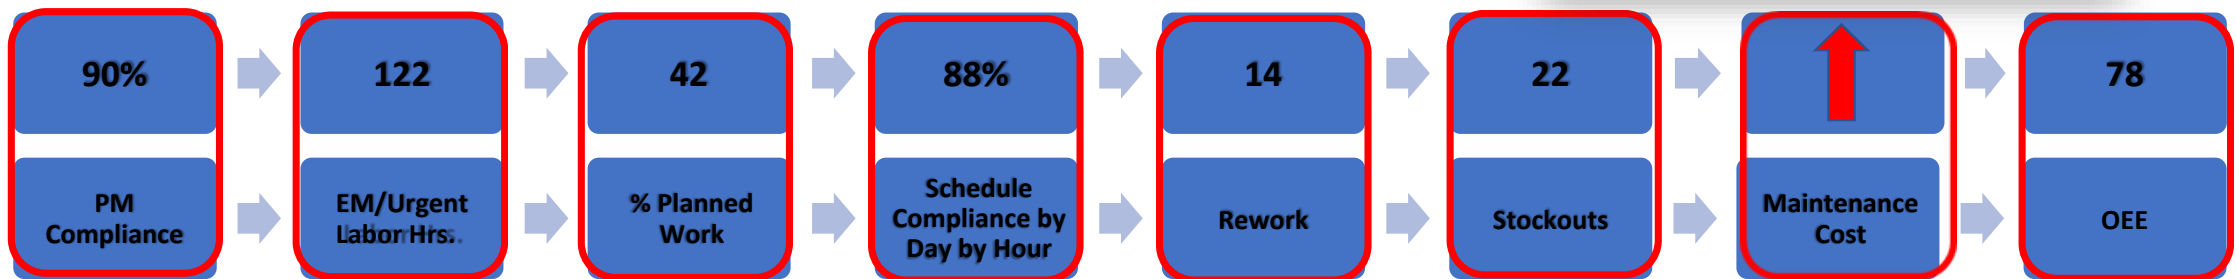 90%
122
42
88%
14
22
78
PM
Compliance
EM/Urgent
Labor Hrs.
% Planned
Work
Schedule
Compliance by
Day by Hour
Rework
Stockouts
Maintenance
Cost
OEE